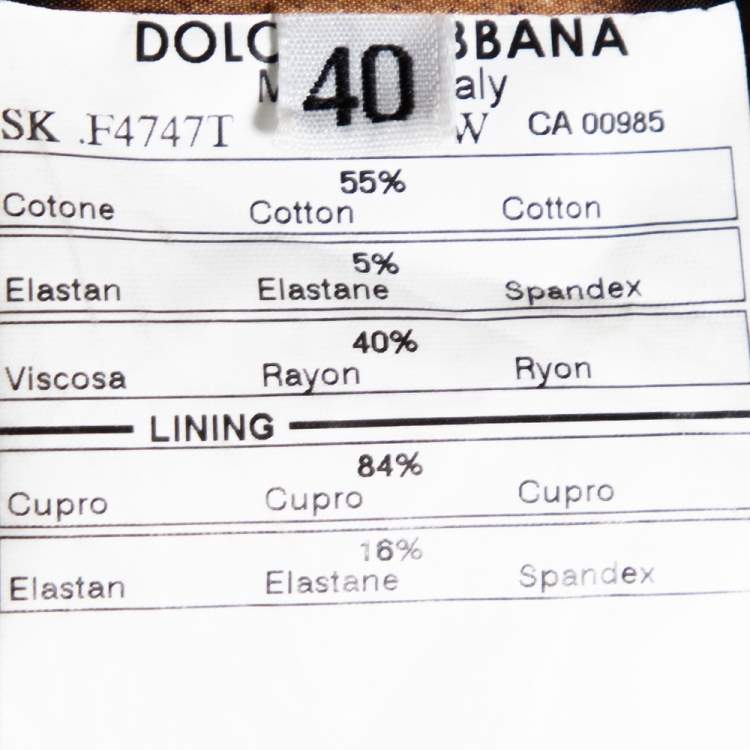 DOLC BBANA
40
M aly
SK .F4747T W CA 00985
55%
Cotone Cotton Cotton
5%
Elastan Elastane Spandex
40%
Viscosa Rayon Ryon
LINING
84%
Cupro Cupro Cupro
16%
Elastan Elastane Spandex